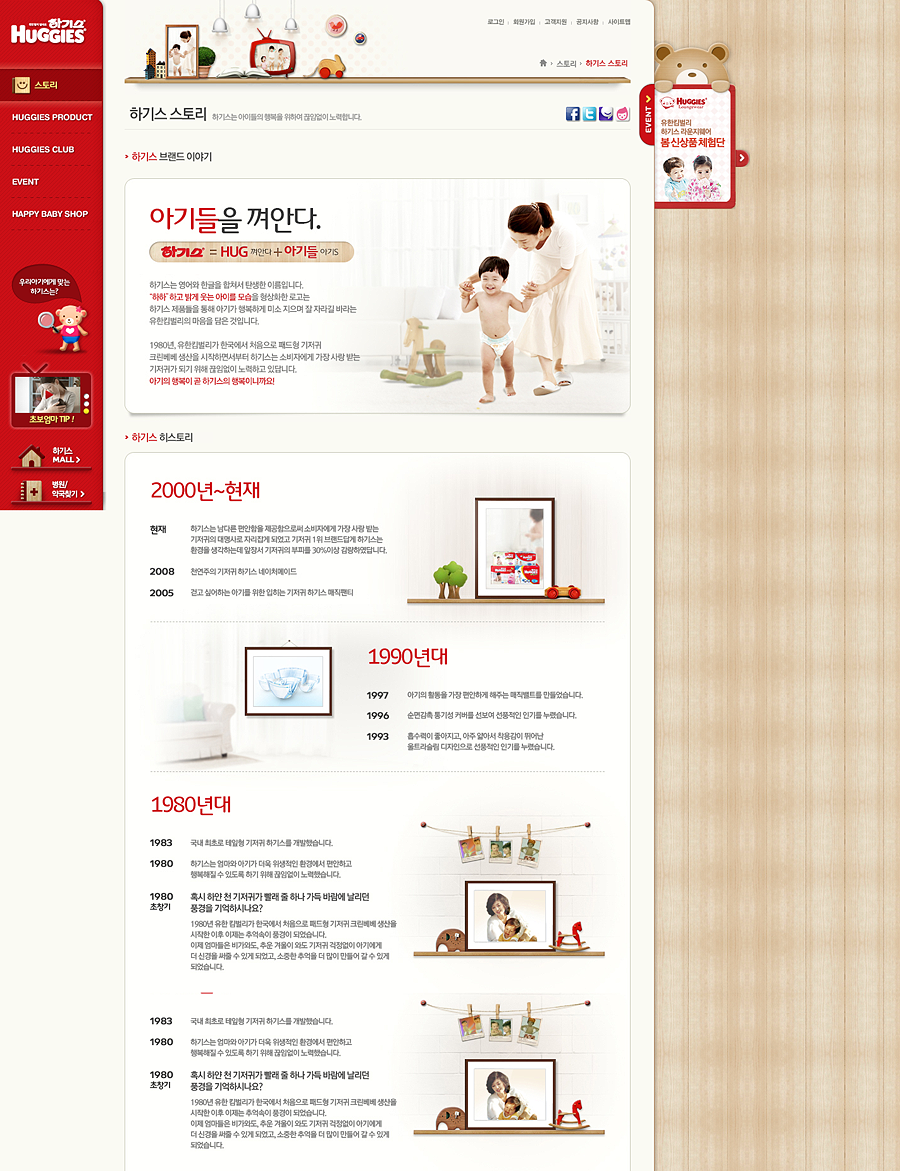 하기스
HUGGIES
스토리
HUGGIES PRODUCT
HUGGIES CLUB
EVENT
HAPPY BABY SHOP
우리아기에게 맞는
하기스는?
초보엄마 TIP !
하기스
MALL >
병원/
약국찾기 >
로그인 | 회원가입 | 고객지원 | 공지사항 | 사이트맵
> 스토리 > 하기스 스토리
하기스 스토리 하기스는 아이들의 행복을 위하여 끊임없이 노력합니다.
EVENT
HUGGIES
Loungewear
유한킴벌리
하기스 라운지웨어
봄 신상품 체험단
하기스 브랜드 이야기
아기들을 껴안다.
하기스 = HUG 껴안다 + 아기들 아기S
하기스는 영어와 한글을 합쳐서 탄생한 이름입니다.
"하하" 하고 밝게 웃는 아이를 모습을 형상화한 로고는
하기스 제품들을 통해 아기가 행복하게 미소 지으며 잘 자라길 바라는
유한킴벌리의 마음을 담은 것입니다.
1980년, 유한킴벌리가 한국에서 처음으로 패드형 기저귀
크린베베 생산을 시작하면서부터 하기스는 소비자에게 가장 사랑 받는
기저귀가 되기 위해 끊임없이 노력하고 있답니다.
아기의 행복이 곧 하기스의 행복이니까요!
하기스 히스토리
2000년~현재
현재 하기스는 남다른 편안함을 제공함으로써 소비자에게 가장 사랑 받는
기저귀의 대명사로 자리잡게 되었고 기저귀 1위 브랜드답게 하기스는
환경을 생각하는데 앞장서 기저귀의 부피를 30%이상 감량하였답니다.
2008 천연주의 기저귀 하기스 네이처메이드
2005 걷고 싶어하는 아기를 위한 입히는 기저귀 하기스 매직팬티
1990년대
1997 아기의 활동을 가장 편안하게 해주는 매직벨트를 만들었습니다.
1996 순면감촉 통기성 커버를 선보여 선풍적인 인기를 누렸습니다.
1993 흡수력이 좋아지고, 아주 얇아서 착용감이 뛰어난
울트라슬림 디자인으로 선풍적인 인기를 누렸습니다.
1980년대
1983 국내 최초로 테잎형 기저귀 하기스를 개발했습니다.
1980 하기스는 엄마와 아기가 더욱 위생적인 환경에서 편안하고
행복해질 수 있도록 하기 위해 끊임없이 노력했습니다.
1980 혹시 하얀 천 기저귀가 빨래 줄 하나 가득 바람에 날리던
초창기 풍경을 기억하시나요?
1980년 유한 킴벌리가 한국에서 처음으로 패드형 기저귀 크린베베 생산을
시작한 이후 이제는 추억속이 풍경이 되었습니다.
이제 엄마들은 비가와도, 추운 겨울이 와도 기저귀 걱정없이 아기에게
더 신경을 써줄 수 있게 되었고, 소중한 추억을 더 많이 만들어 갈 수 있게
되었습니다.
1983 국내 최초로 테잎형 기저귀 하기스를 개발했습니다.
1980 하기스는 엄마와 아기가 더욱 위생적인 환경에서 편안하고
행복해질 수 있도록 하기 위해 끊임없이 노력했습니다.
1980 혹시 하얀 천 기저귀가 빨래 줄 하나 가득 바람에 날리던
초창기 풍경을 기억하시나요?
1980년 유한 킴벌리가 한국에서 처음으로 패드형 기저귀 크린베베 생산을
시작한 이후 이제는 추억속이 풍경이 되었습니다.
이제 엄마들은 비가와도, 추운 겨울이 와도 기저귀 걱정없이 아기에게
더 신경을 써줄 수 있게 되었고, 소중한 추억을 더 많이 만들어 갈 수 있게
되었습니다.